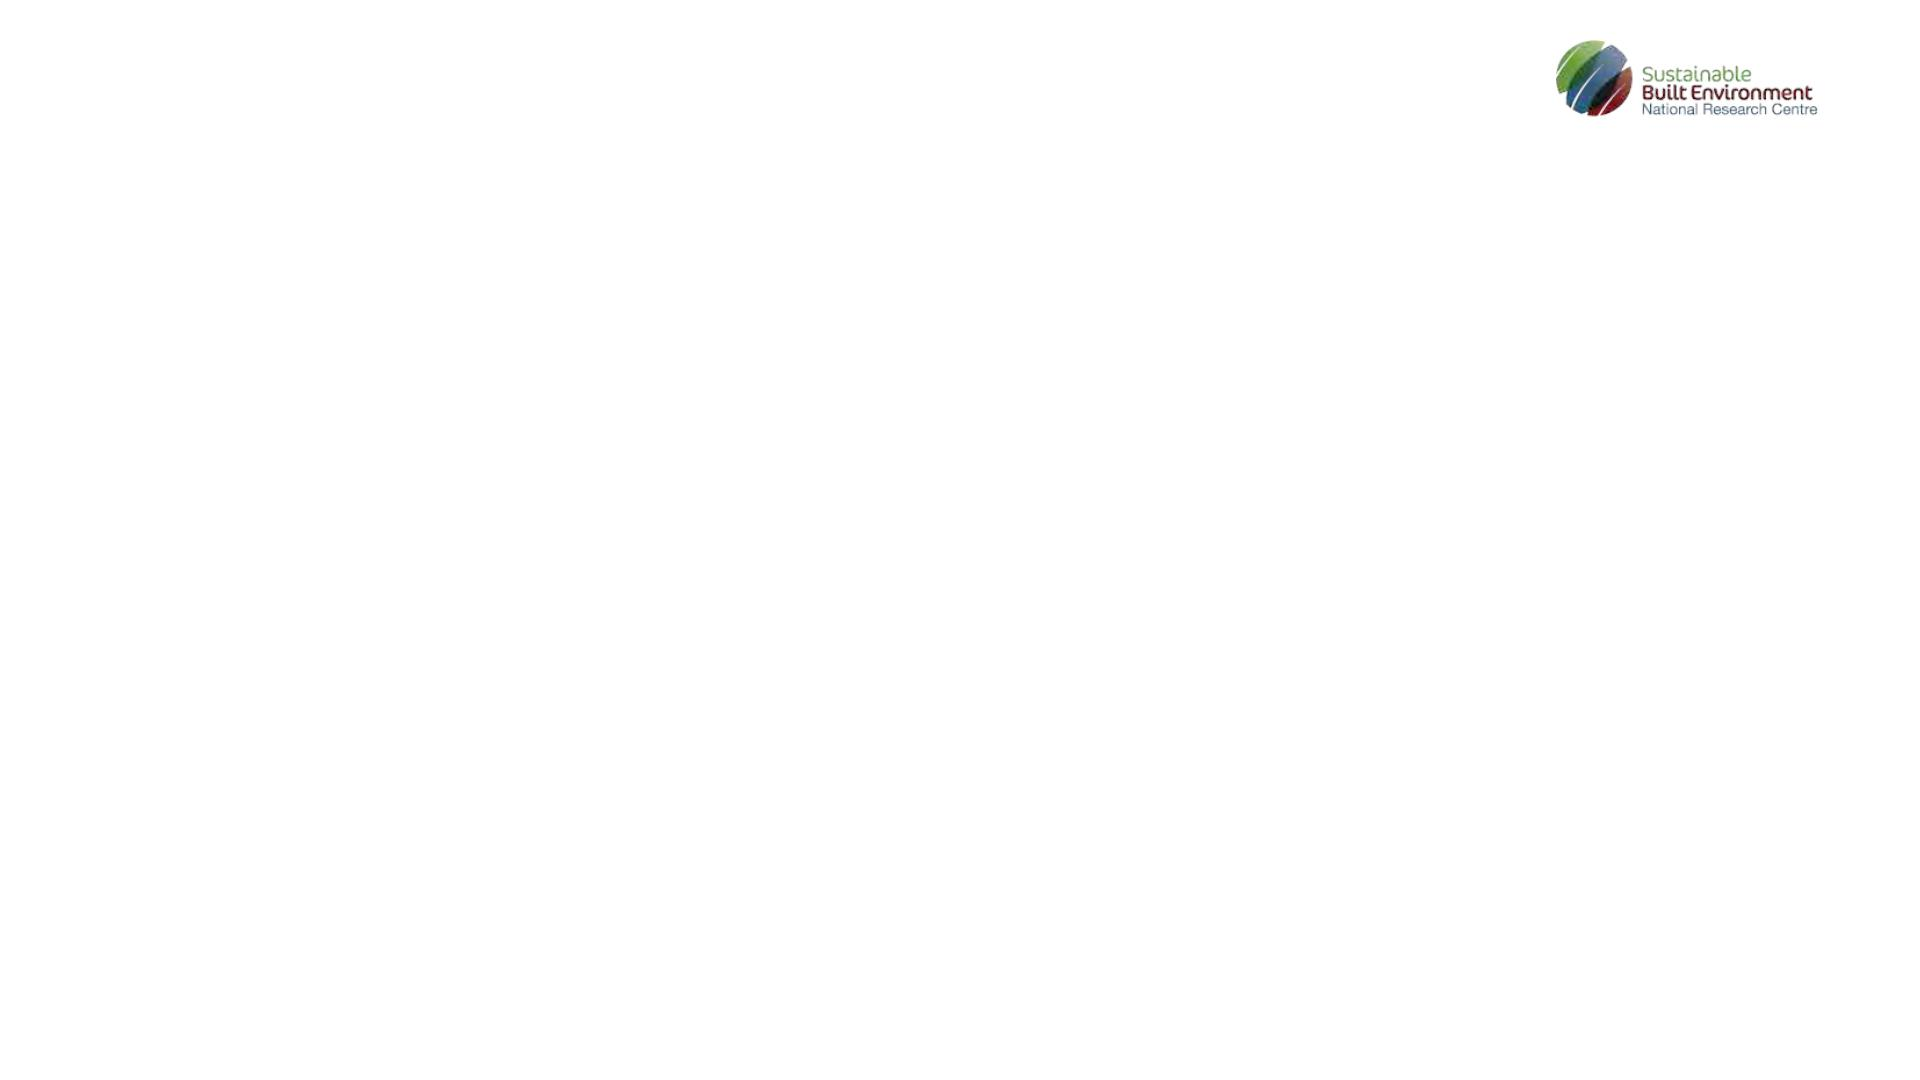 Sustainable
Built Environment
National Research Centre